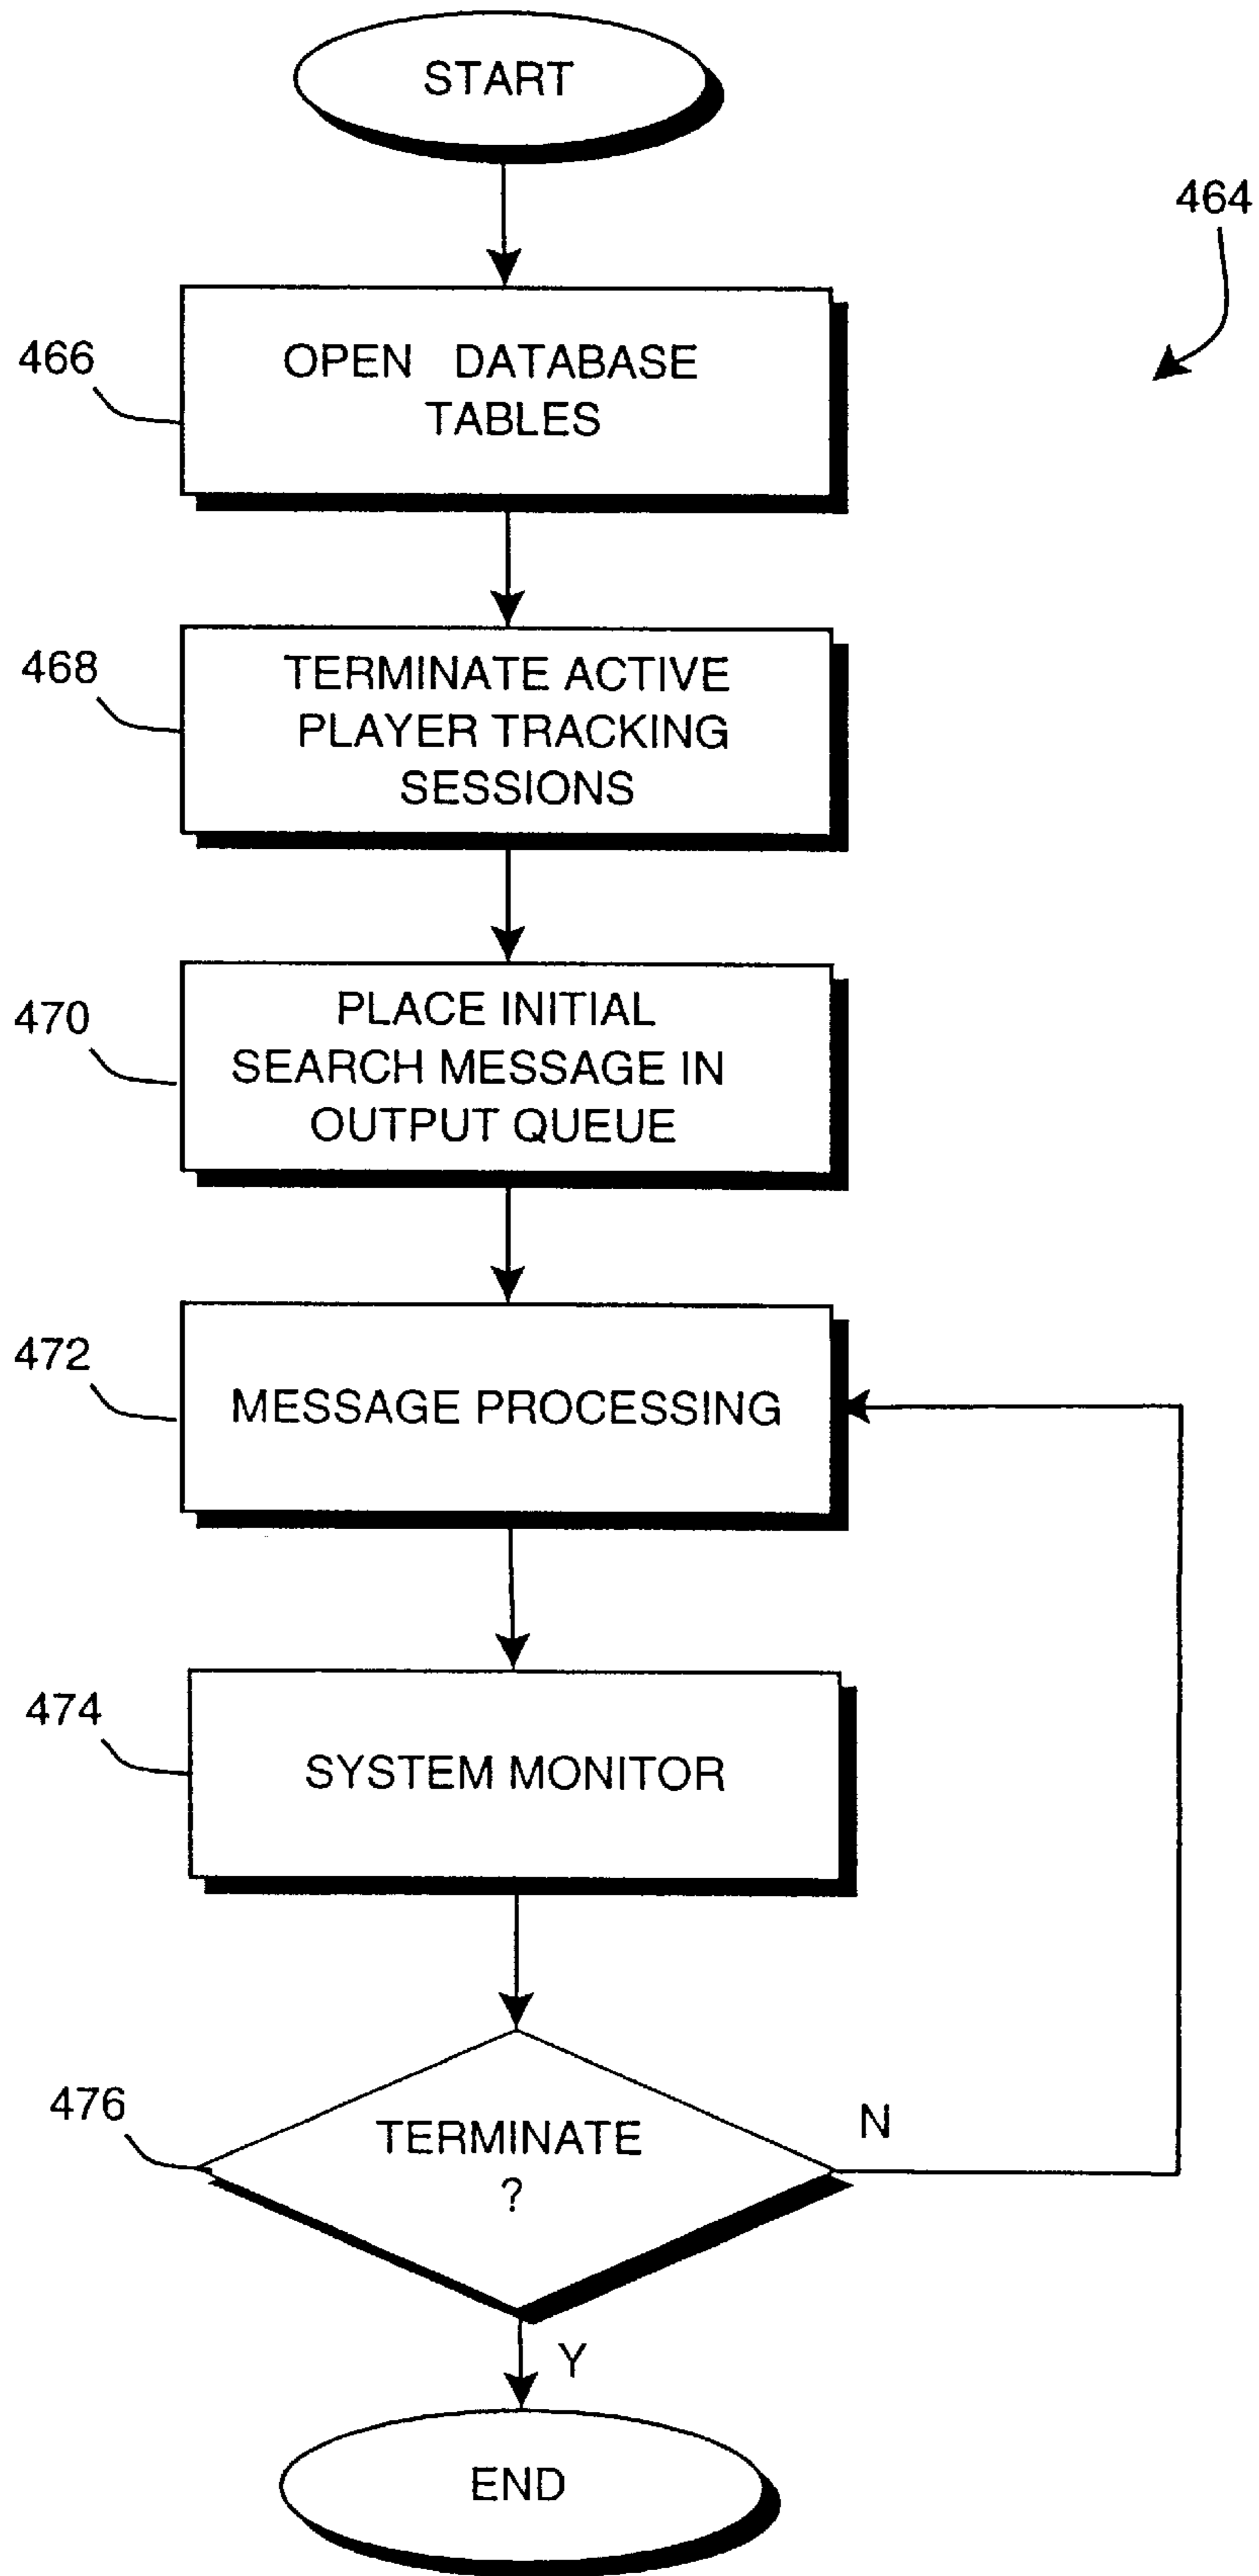 START
464
466
OPEN DATABASE
TABLES
468
TERMINATE ACTIVE
PLAYER TRACKING
SESSIONS
470
PLACE INITIAL
SEARCH MESSAGE IN
OUTPUT QUEUE
472
MESSAGE PROCESSING
474
SYSTEM MONITOR
476
TERMINATE
?
N
Y
END